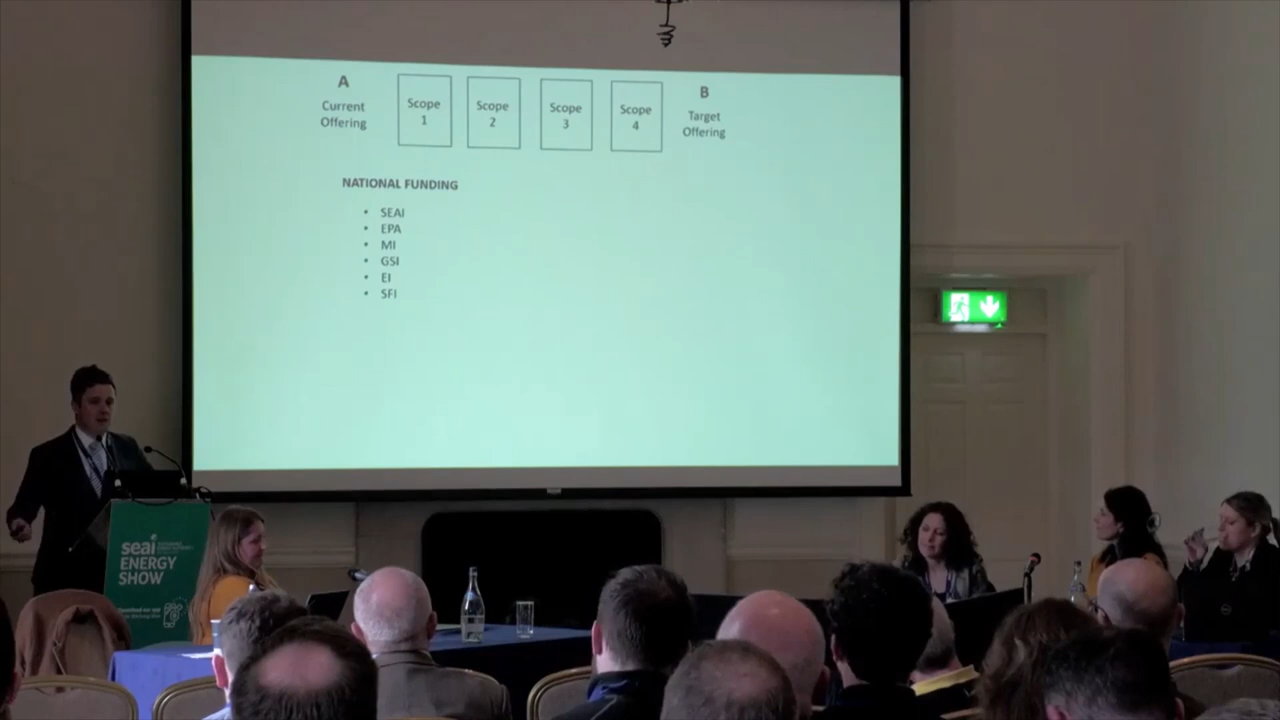 A
Current
Offering
Scope
1
Scope
2
Scope
3
Scope
4
B
Target
Offering
NATIONAL FUNDING
• SEAI
• EPA
• MI
• GSI
• EI
• SFI
seai
ENERGY
SHOW